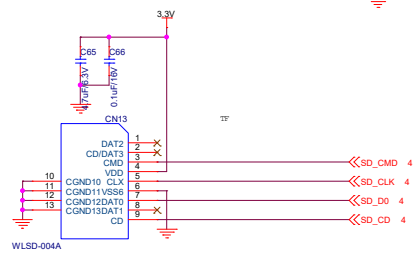 3.3V
C65 C66
4.7uF/6.3V
0.1uF/16V
CN13
TF
DAT2 1
CD/DAT3 2
CMD 3 SD_CMD 4
VDD 4
10 CGND10 CLX 5 SD_CLK 4
11 CGND11 VSS6 6
12 CGND12 DAT0 7 SD_D0 4
13 CGND13 DAT1 8
CD 9 SD_CD 4
WLSD-004A